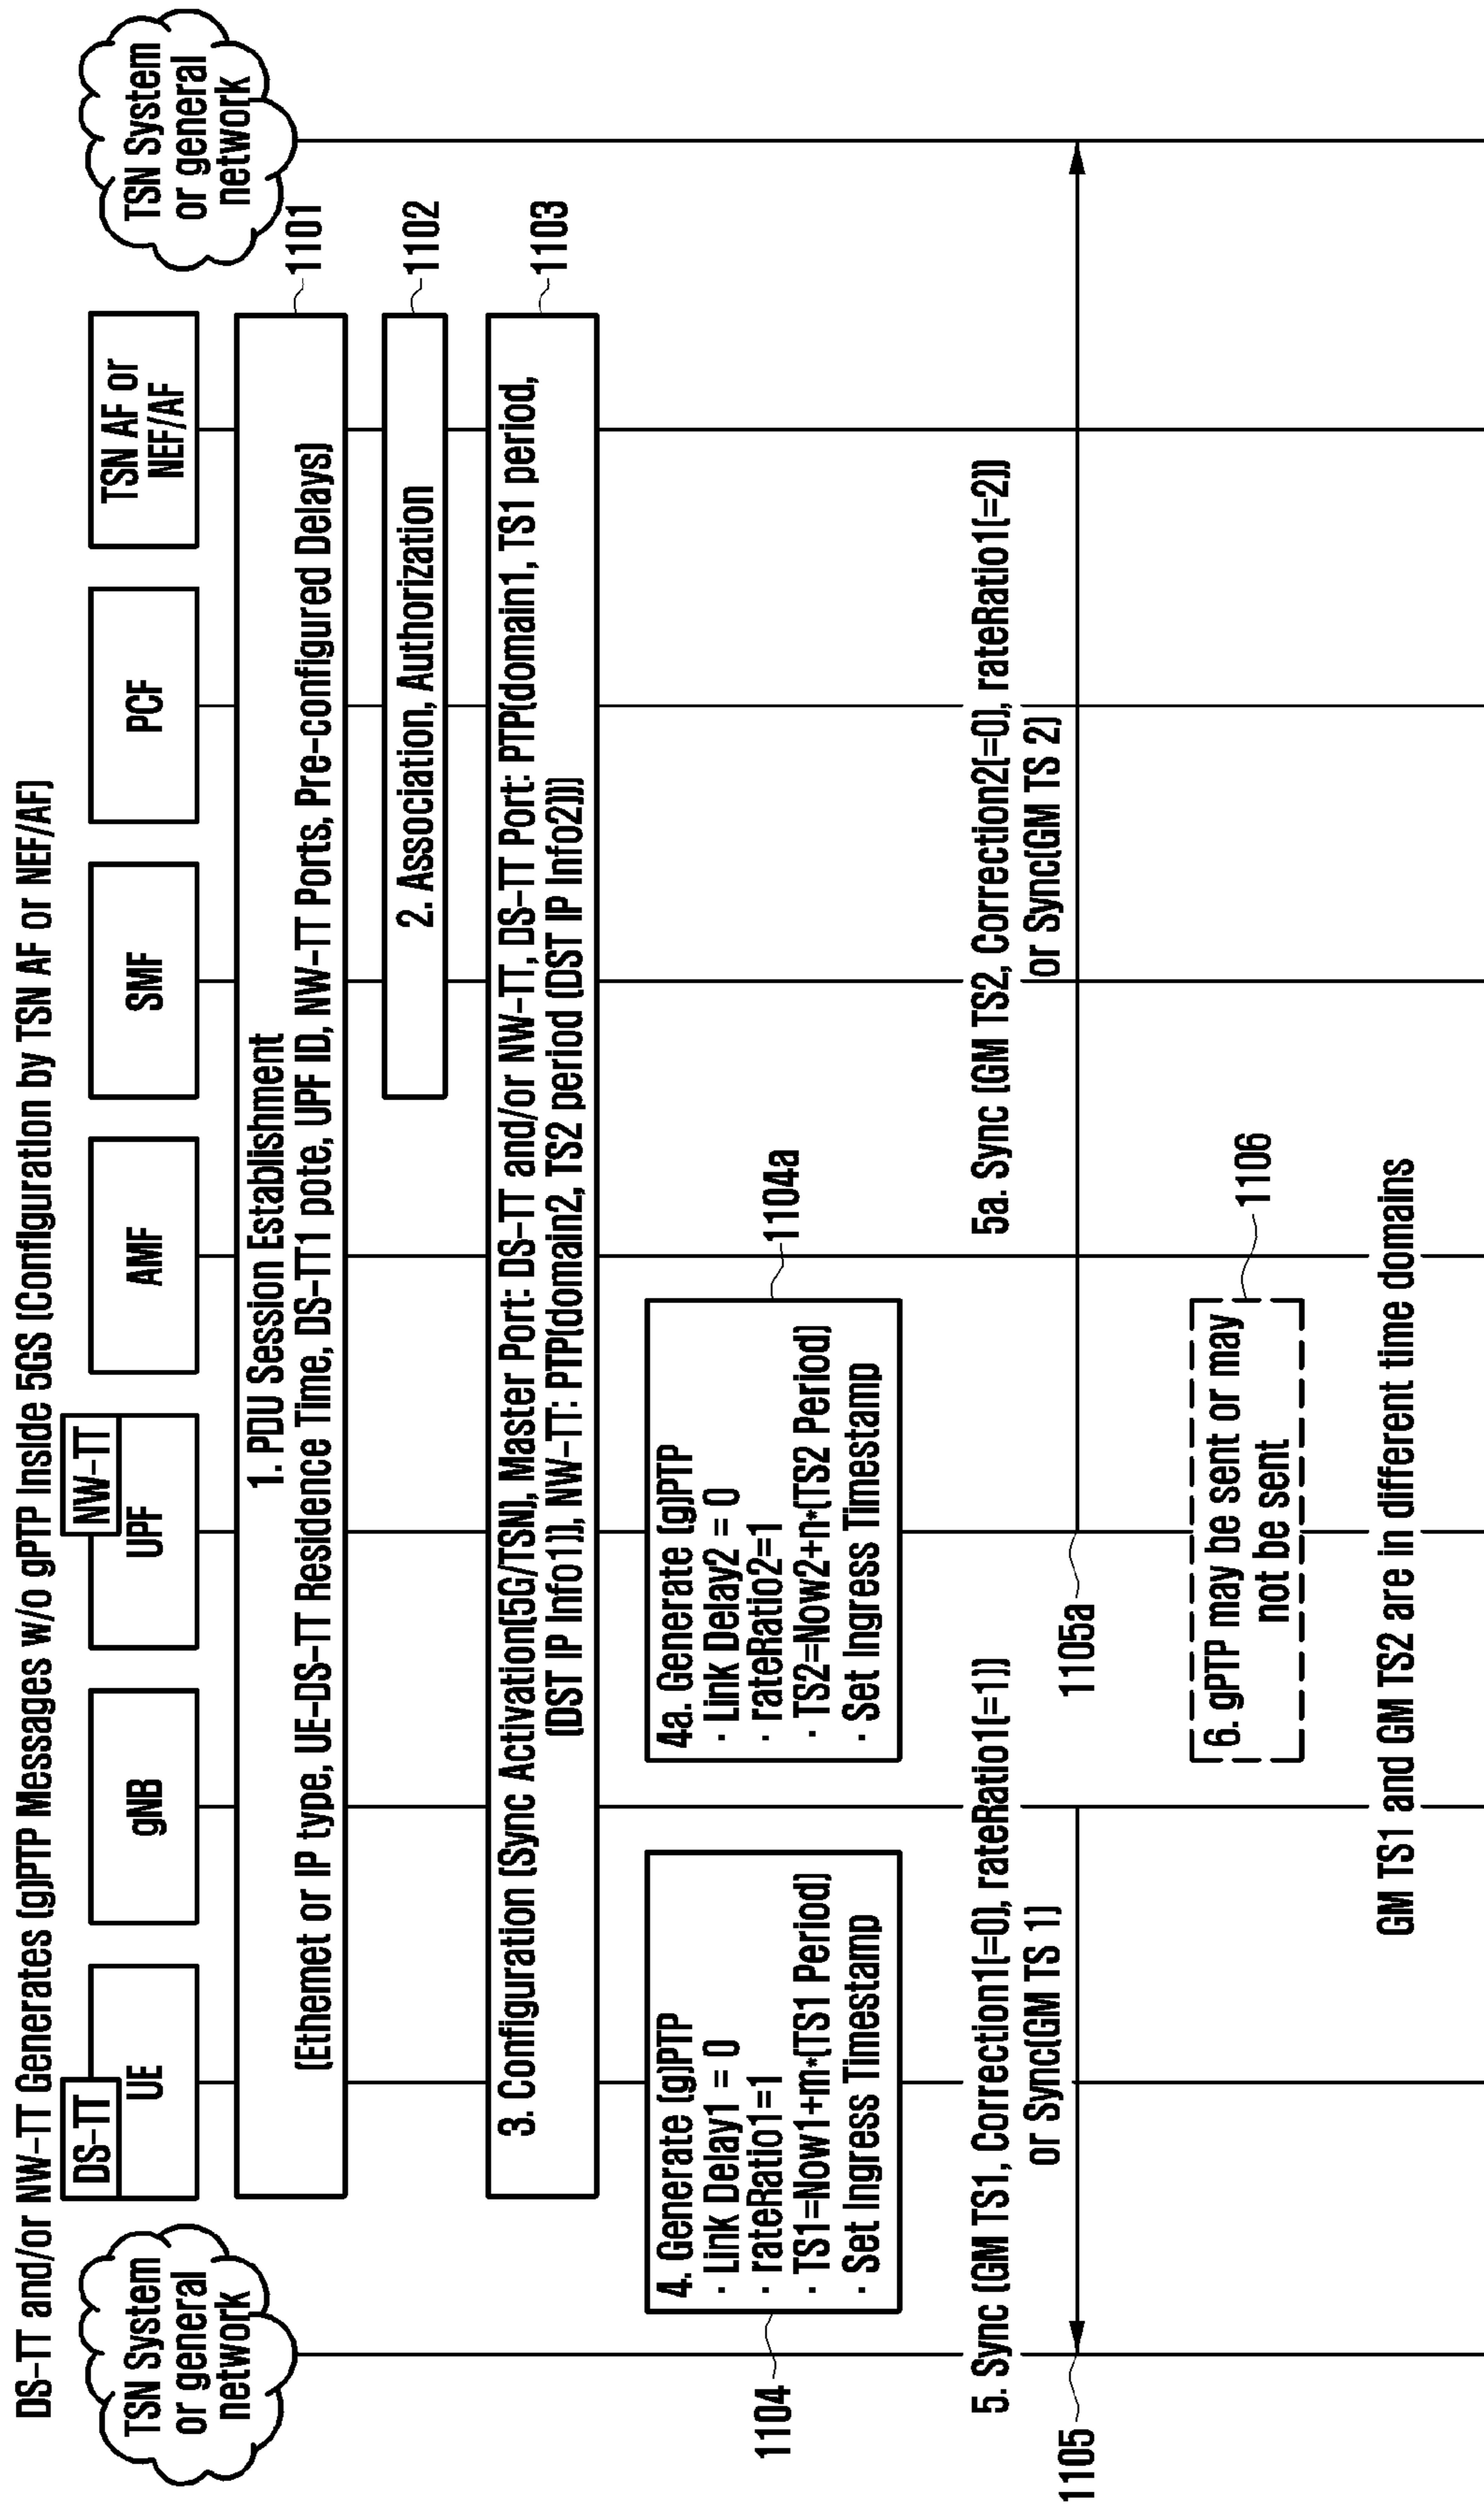 DS-TT and/or NW-TT Generates (g)PTP Messages w/o gPTP Inside 5GS (Configuration by TSN AF or NEF/AF)
TSN System
or general
network
DS-TT
UE
gNB
NW-TT
UPF
AMF
SMF
PCF
TSN AF or
NEF/AF
TSN System
or general
network
1. PDU Session Establishment
(Ethemet or IP type, UE-DS-TT Residence Time, DS-TT1 pote, UPF ID, NW-TT Ports, Pre-configured Delays)
1101
2. Association, Authorization
1102
3. Configuration (Sync Activation(5G/TSN), Master Port: DS-TT and/or NW-TT, DS-TT Port: PTP(domain1, TS1 period,
(DST IP Info1)), NW-TT: PTP(domain2, TS2 period (DST IP Info2)))
1103
1104
4. Generate (g)PTP
· Link Delay1 = 0
· rateRatio1=1
· TS1=Now1+m*(TS1 Period)
· Set Ingress Timestamp
4a. Generate (g)PTP
· Link Delay2 = 0
· rateRatio2=1
· TS2=Now2+n*(TS2 Period)
· Set Ingress Timestamp
1104a
5. Sync (GM TS1, Correction1(=0), rateRatio1(=1))
or Sync(GM TS 1)
1105
5a. Sync (GM TS2, Correction2(=0), rateRatio1(=2))
or Sync(GM TS 2)
1105a
6. gPTP may be sent or may
not be sent
1106
GM TS1 and GM TS2 are in different time domains